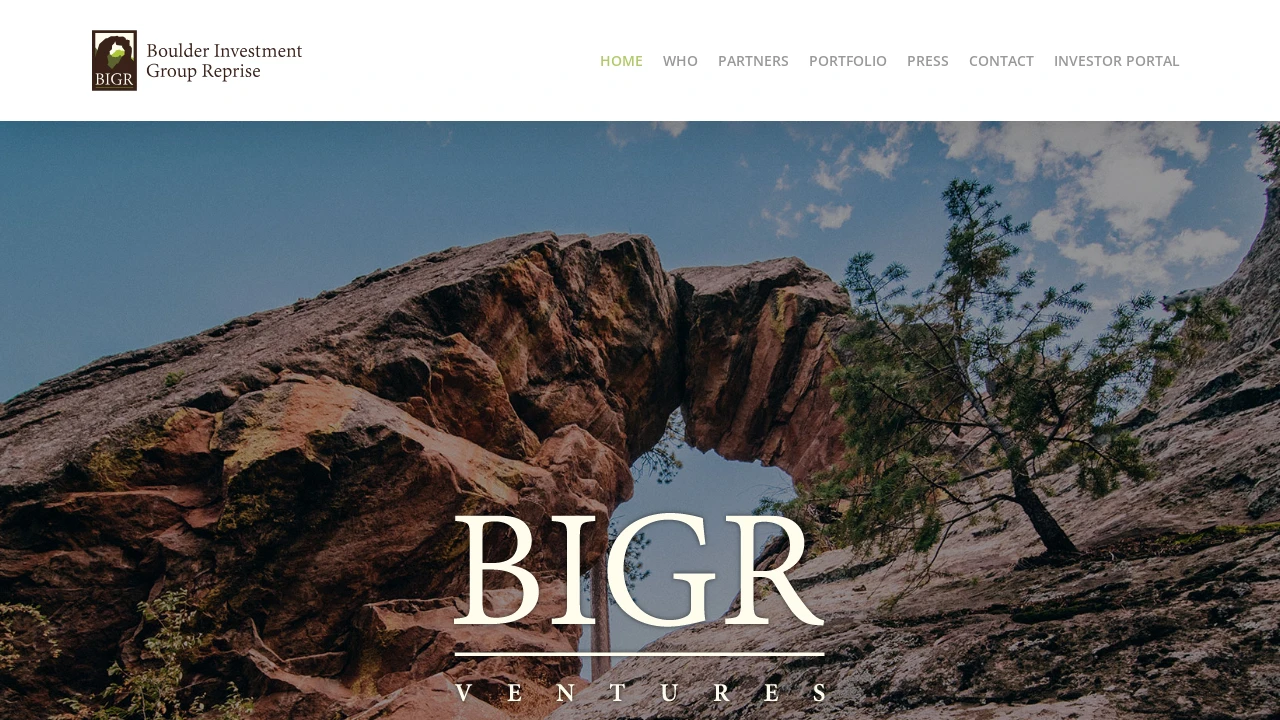 BIGR
Boulder Investment
Group Reprise
HOME
WHO
PARTNERS
PORTFOLIO
PRESS
CONTACT
INVESTOR PORTAL
BIGR
VENTURES